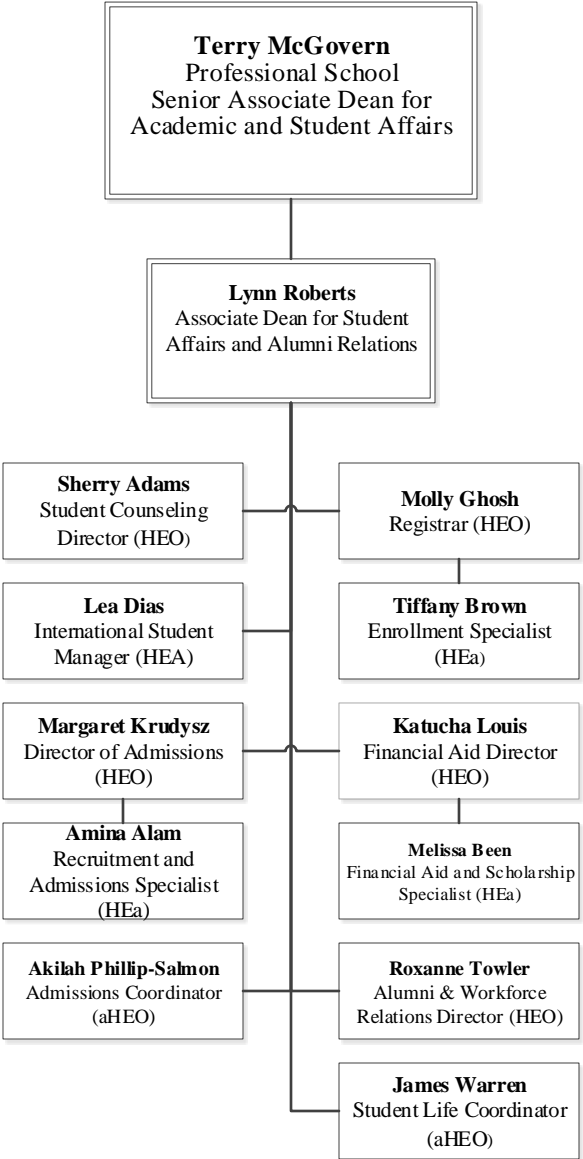 Terry McGovern
Professional School
Senior Associate Dean for
Academic and Student Affairs
Lynn Roberts
Associate Dean for Student
Affairs and Alumni Relations
Sherry Adams
Student Counseling
Director (HEO)
Molly Ghosh
Registrar (HEO)
Lea Dias
International Student
Manager (HEA)
Tiffany Brown
Enrollment Specialist
(HEa)
Margaret Krudysz
Director of Admissions
(HEO)
Katucha Louis
Financial Aid Director
(HEO)
Amina Alam
Recruitment and
Admissions Specialist
(HEa)
Melissa Been
Financial Aid and Scholarship
Specialist (HEa)
Akilah Phillip-Salmon
Admissions Coordinator
(aHEO)
Roxanne Towler
Alumni & Workforce
Relations Director (HEO)
James Warren
Student Life Coordinator
(aHEO)